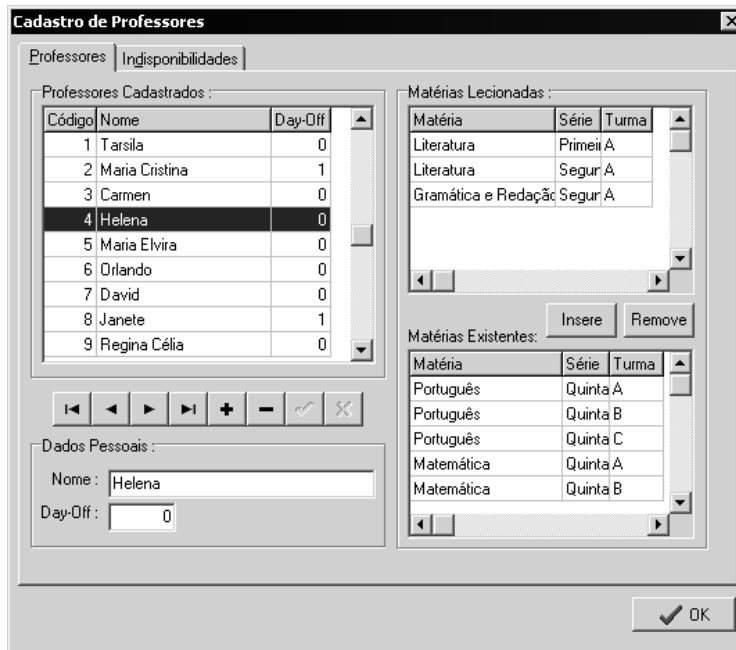 Cadastro de Professores
Professores
Indisponibilidades
Professores Cadastrados :
Código Nome Day-Off
1 Tarsila 0
2 Maria Cristina 1
3 Carmen 0
4 Helena 0
5 Maria Elvira 0
6 Orlando 0
7 David 0
8 Janete 1
9 Regina Célia 0
Dados Pessoais :
Nome : Helena
Day-Off : 0
Matérias Lecionadas :
Matéria Série Turma
Literatura Primei A
Literatura Segur A
Gramática e Redaçã Segur A
Insere Remove
Matérias Existentes:
Matéria Série Turma
Português Quinta A
Português Quinta B
Português Quinta C
Matemática Quinta A
Matemática Quinta B
OK